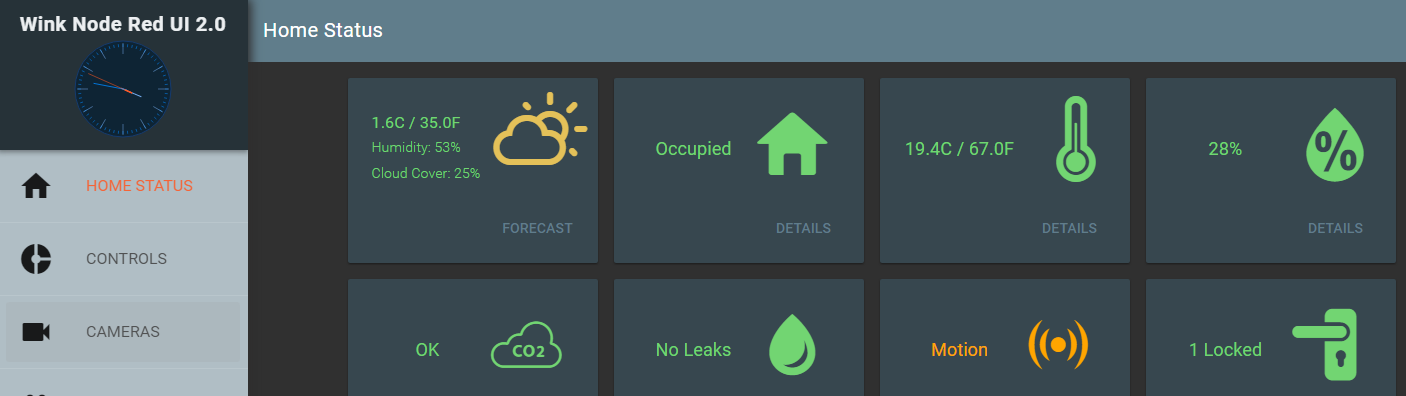 Wink Node Red UI 2.0
Home Status
HOME STATUS
CONTROLS
CAMERAS
1.6C / 35.0F
Humidity: 53%
Cloud Cover: 25%
FORECAST
Occupied
DETAILS
19.4C / 67.0F
DETAILS
28%
%
DETAILS
OK
CO2
No Leaks
Motion
1 Locked